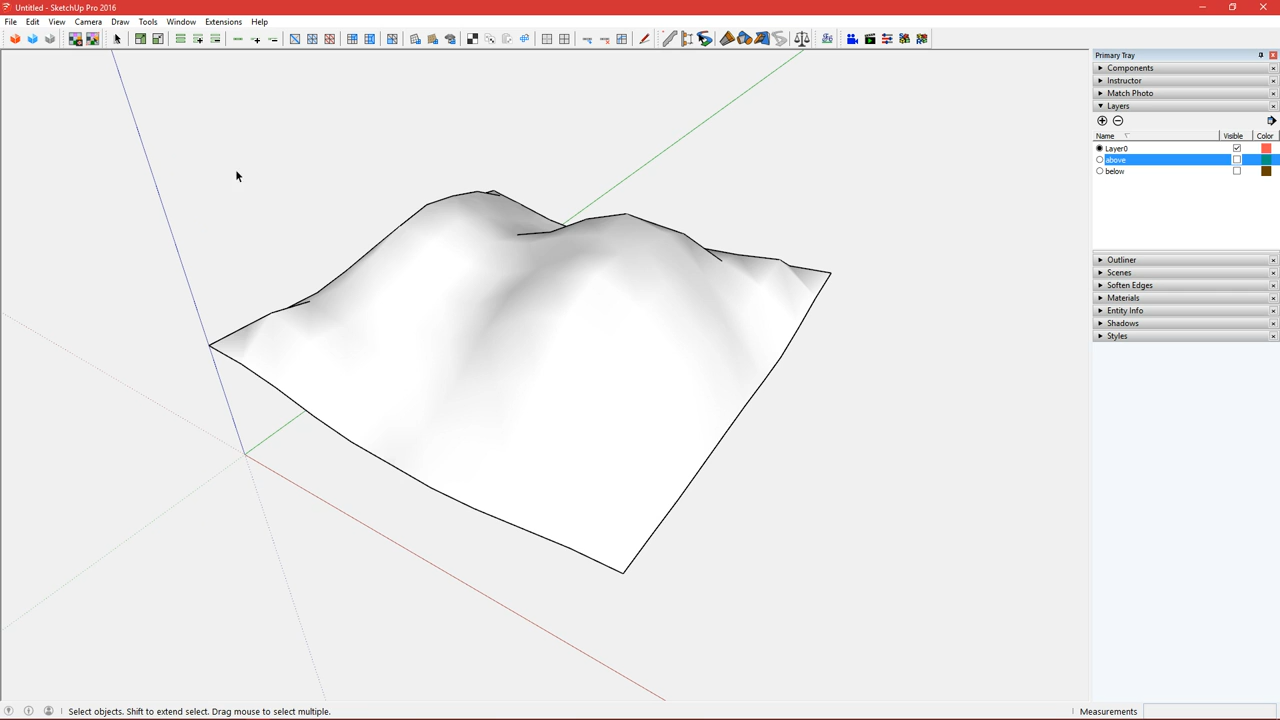 Untitled - SketchUp Pro 2016
File Edit View Camera Draw Tools Window Extensions Help
Primary Tray
Components
Instructor
Match Photo
Layers
Name Visible Color
Layer0
above
below
Outliner
Scenes
Soften Edges
Materials
Entity Info
Shadows
Styles
Select objects. Shift to extend select. Drag mouse to select multiple. Measurements